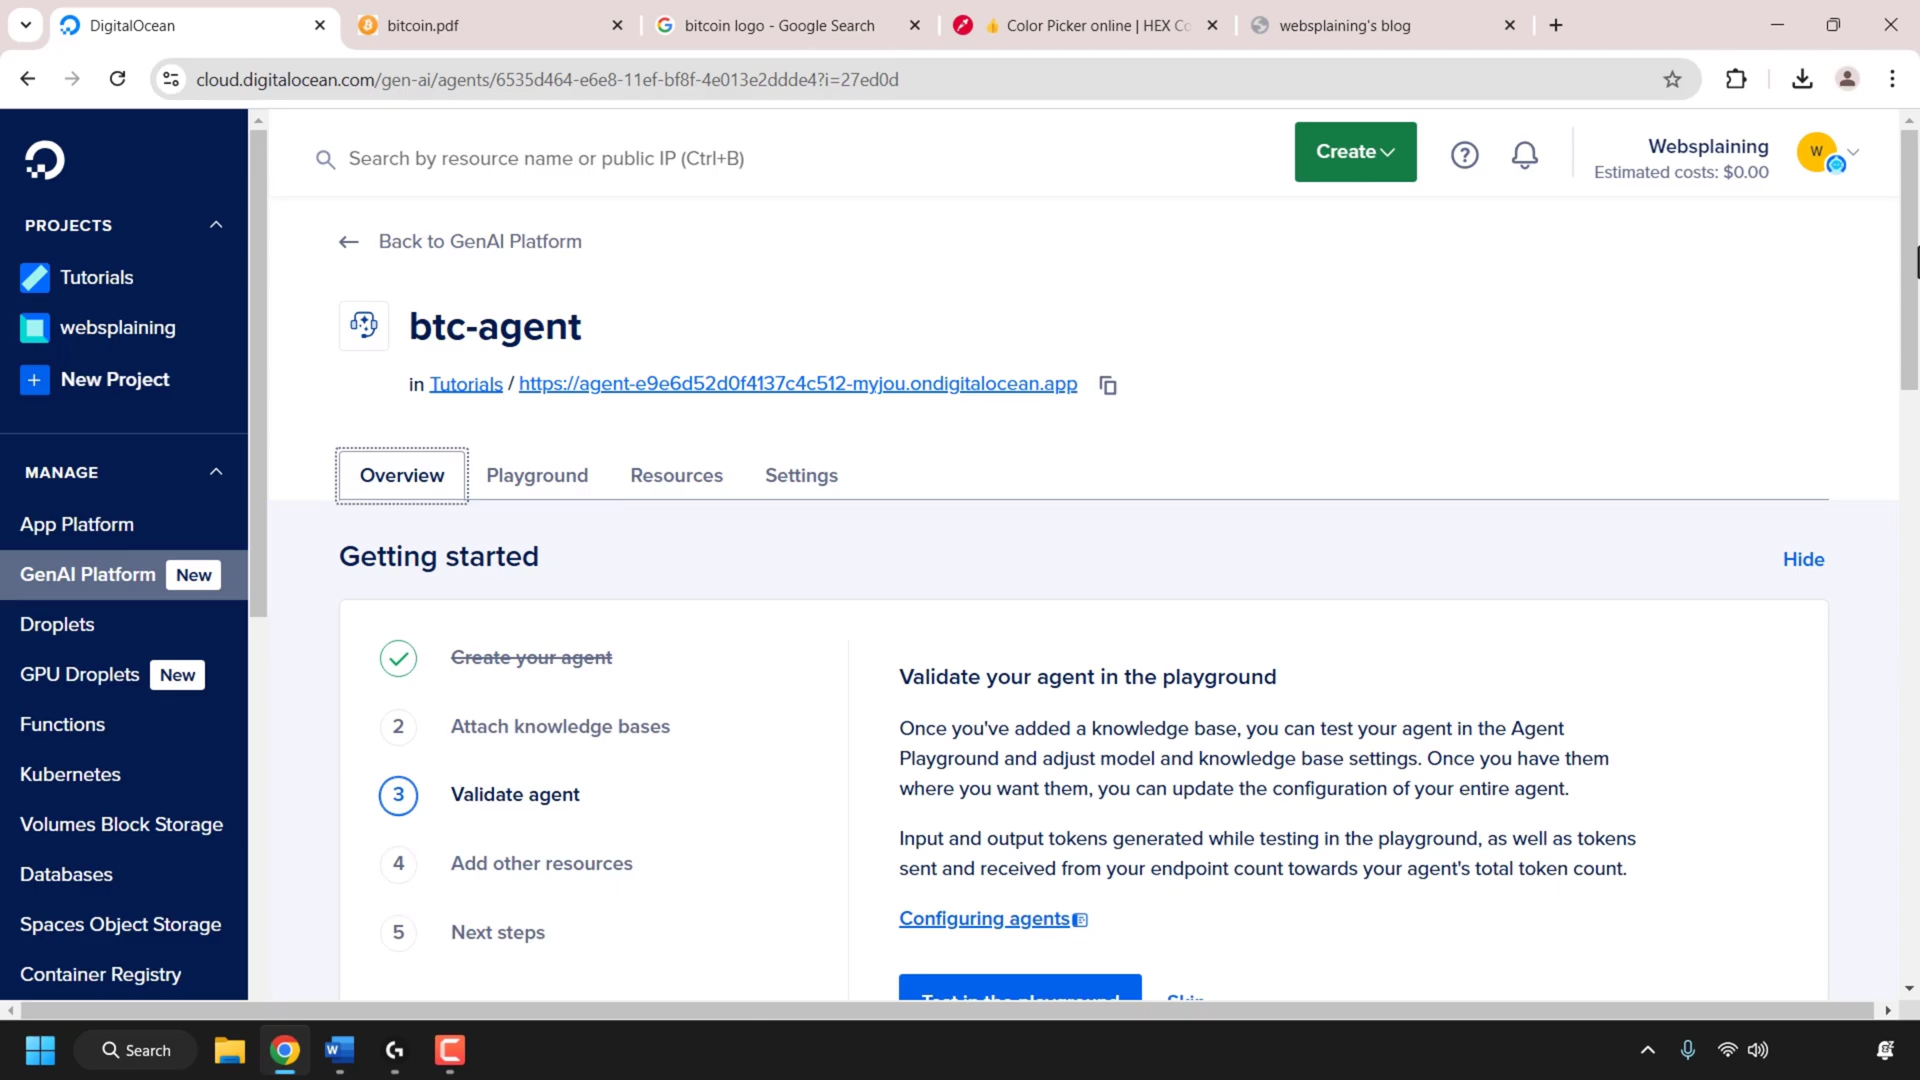 DigitalOcean
bitcoin.pdf
bitcoin logo - Google Search
Color Picker online | HEX Co
websplaining's blog
cloud.digitalocean.com/gen-ai/agents/6535d464-e6e8-11ef-bf8f-4e013e2ddde4?i=27ed0d
Search by resource name or public IP (Ctrl+B)
Create
Websplaining
Estimated costs: $0.00
W
PROJECTS
Tutorials
websplaining
New Project
MANAGE
App Platform
GenAI Platform New
Droplets
GPU Droplets New
Functions
Kubernetes
Volumes Block Storage
Databases
Spaces Object Storage
Container Registry
Back to GenAI Platform
btc-agent
in Tutorials / https://agent-e9e6d52d0f4137c4c512-myjou.ondigitalocean.app
Overview Playground Resources Settings
Getting started
Hide
Create your agent
2 Attach knowledge bases
3 Validate agent
4 Add other resources
5 Next steps
Validate your agent in the playground
Once you've added a knowledge base, you can test your agent in the Agent
Playground and adjust model and knowledge base settings. Once you have them
where you want them, you can update the configuration of your entire agent.
Input and output tokens generated while testing in the playground, as well as tokens
sent and received from your endpoint count towards your agent's total token count.
Configuring agents
Test in the playground Skip
Search